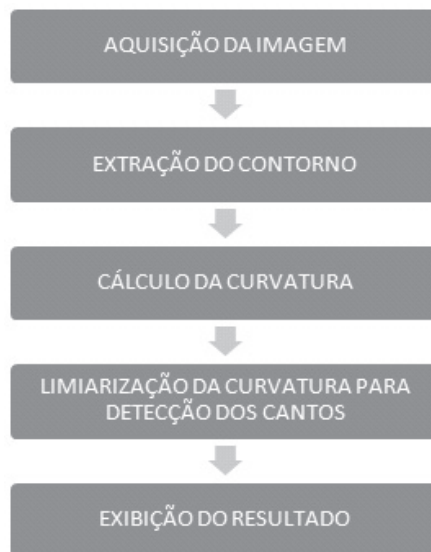 AQUISIÇÃO DA IMAGEM
EXTRAÇÃO DO CONTORNO
CÁLCULO DA CURVATURA
LIMIARIZAÇÃO DA CURVATURA PARA
DETECÇÃO DOS CANTOS
EXIBIÇÃO DO RESULTADO